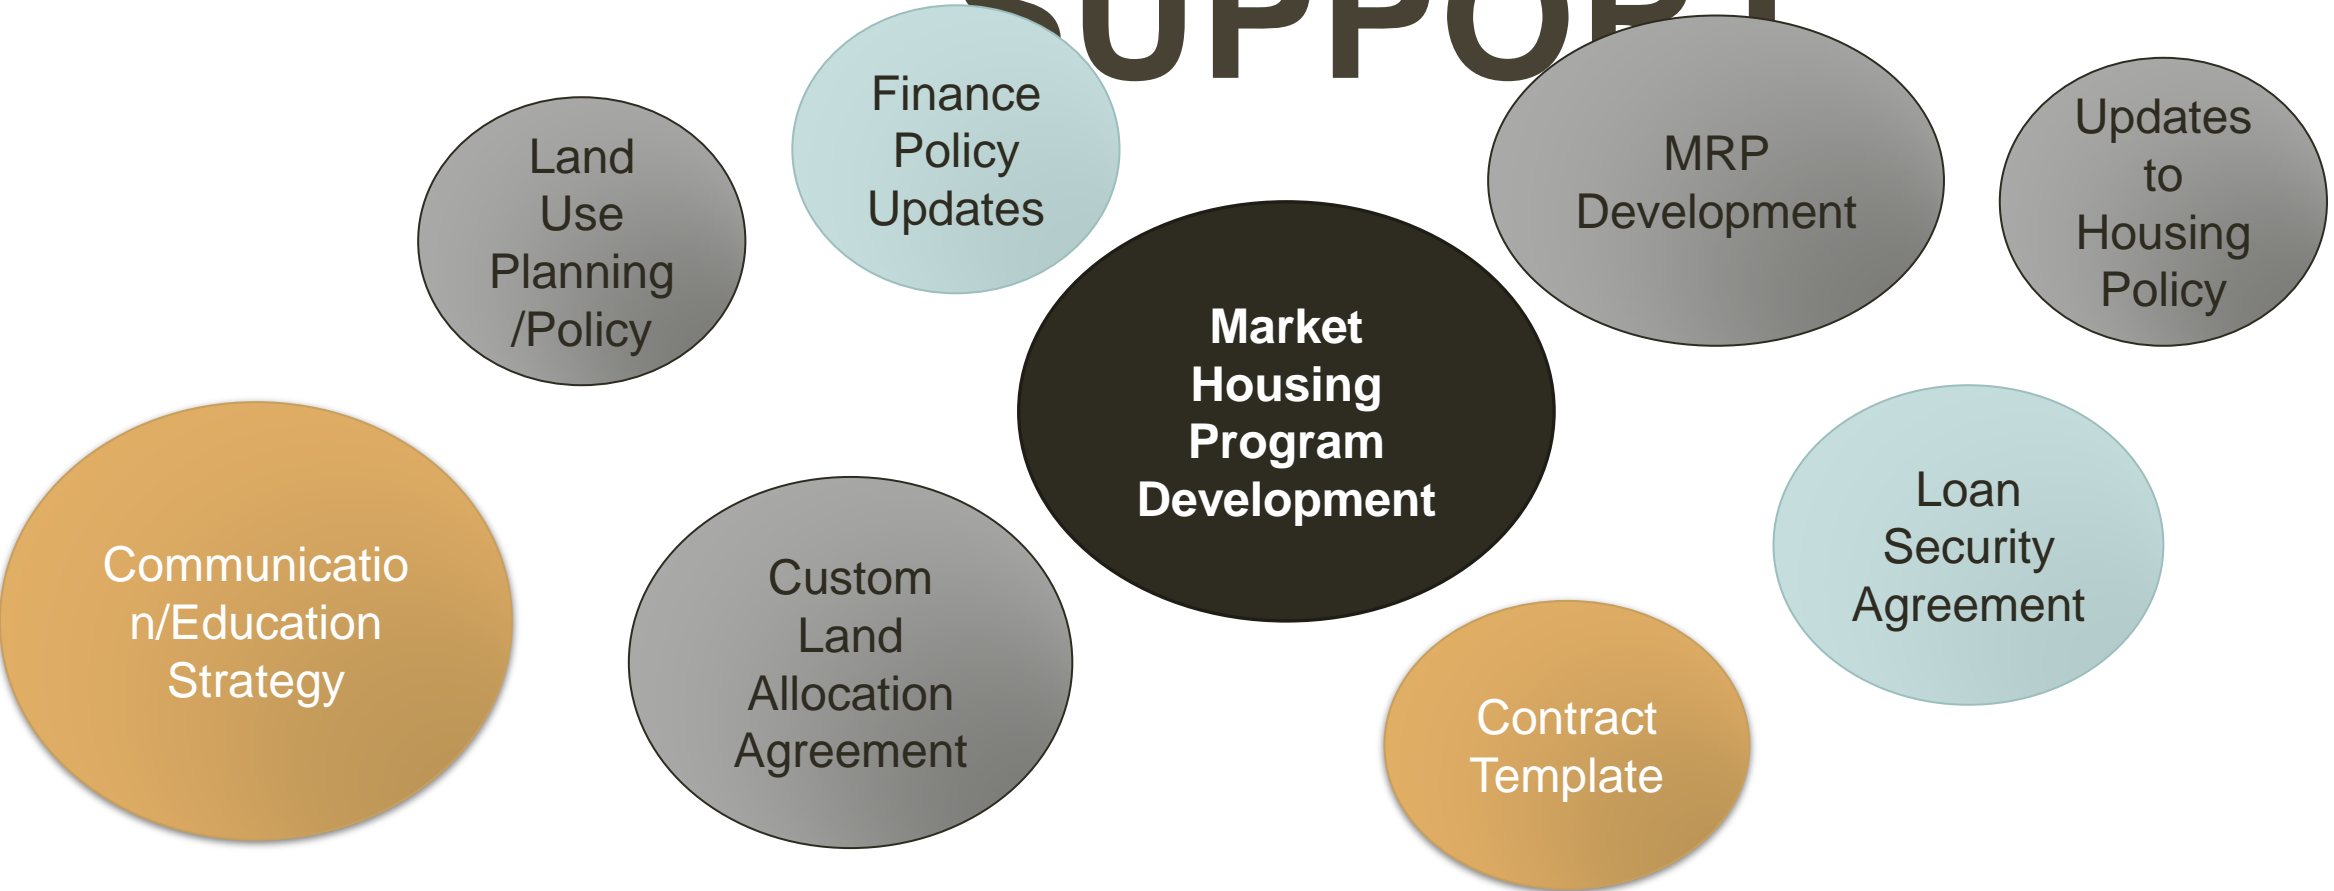 SUPPORT
Finance
Policy
Updates
Land
Use
Planning
/Policy
MRP
Development
Updates
to
Housing
Policy
Market
Housing
Program
Development
Communicatio
n/Education
Strategy
Custom
Land
Allocation
Agreement
Loan
Security
Agreement
Contract
Template